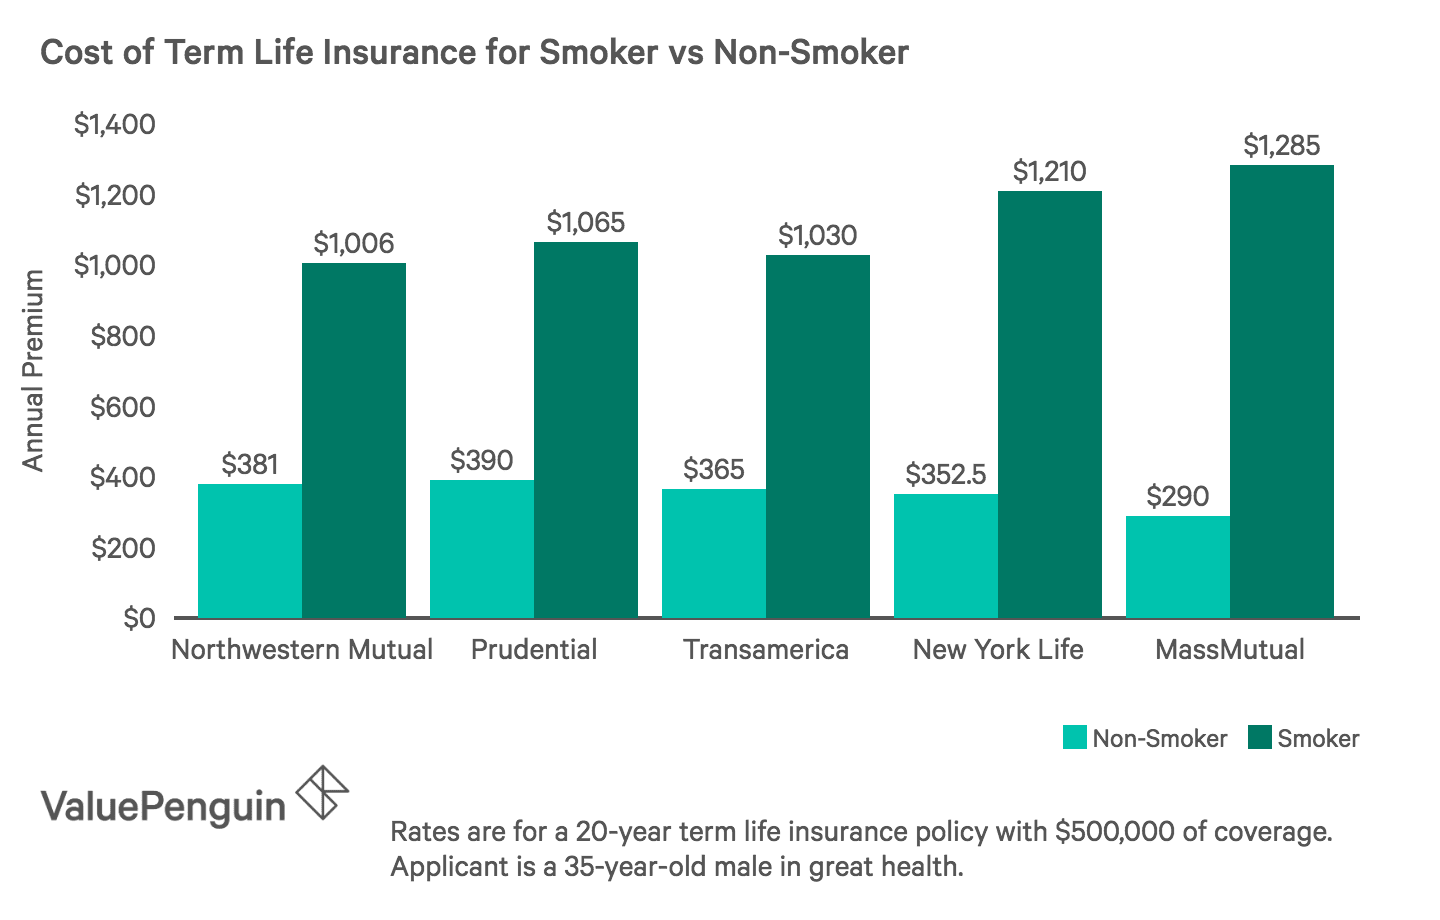 Cost of Term Life Insurance for Smoker vs Non-Smoker
Annual Premium
$1,400
$1,200
$1,000
$800
$600
$400
$200
$0
$381
$1,006
$390
$1,065
$365
$1,030
$352.5
$1,210
$290
$1,285
Northwestern Mutual
Prudential
Transamerica
New York Life
MassMutual
Non-Smoker
Smoker
ValuePenguin
Rates are for a 20-year term life insurance policy with $500,000 of coverage.
Applicant is a 35-year-old male in great health.